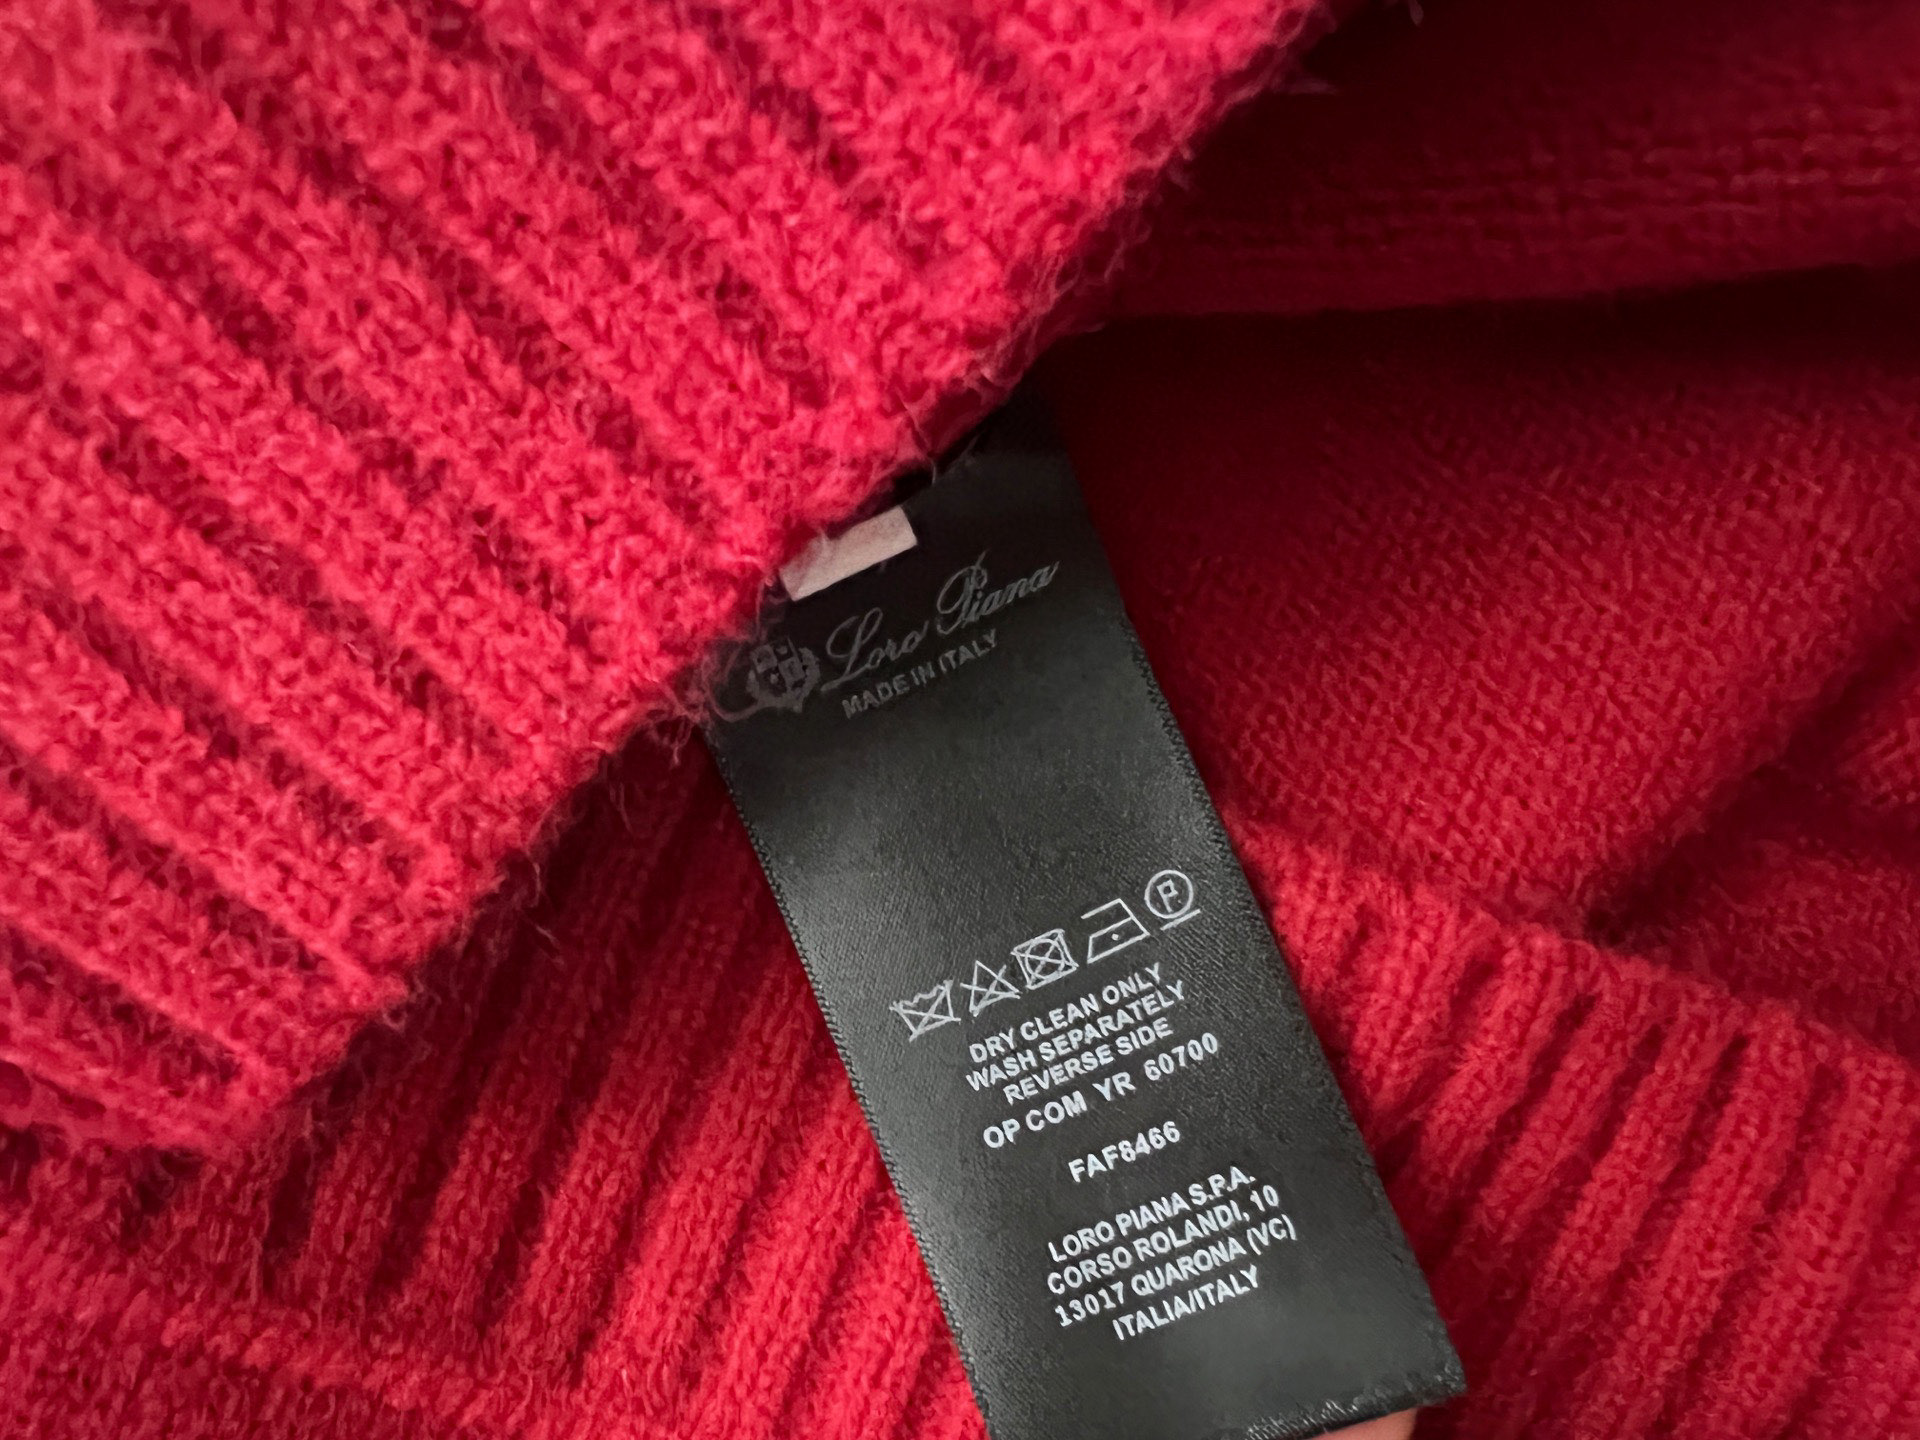 Loro Piana
MADE IN ITALY
P
DRY CLEAN ONLY
WASH SEPARATELY
REVERSE SIDE
OP COM YR 60700
FAF8466
LORO PIANA S.P.A.
CORSO ROLANDI, 10
13017 QUARONA (VC)
ITALIA/ITALY